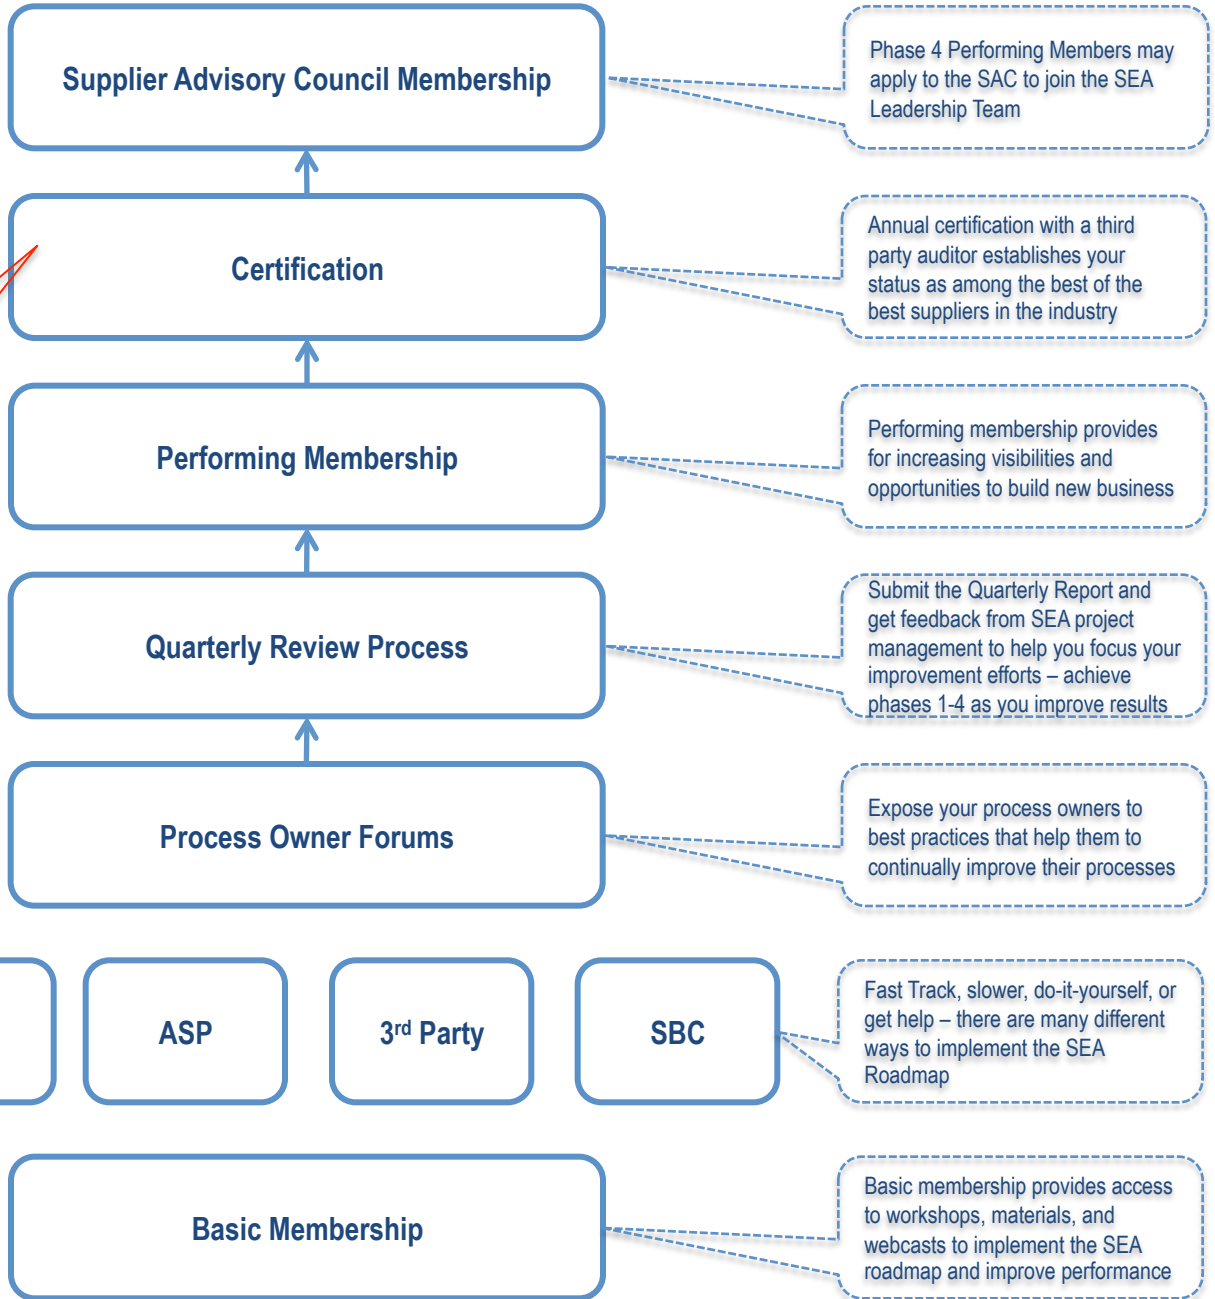 Supplier Advisory Council Membership
Phase 4 Performing Members may
apply to the SAC to join the SEA
Leadership Team
Certification
Annual certification with a third
party auditor establishes your
status as among the best of the
best suppliers in the industry
Performing Membership
Performing membership provides
for increasing visibilities and
opportunities to build new business
Quarterly Review Process
Submit the Quarterly Report and
get feedback from SEA project
management to help you focus your
improvement efforts – achieve
phases 1-4 as you improve results
Process Owner Forums
Expose your process owners to
best practices that help them to
continually improve their processes
ASP
3rd Party
SBC
Fast Track, slower, do-it-yourself, or
get help – there are many different
ways to implement the SEA
Roadmap
Basic Membership
Basic membership provides access
to workshops, materials, and
webcasts to implement the SEA
roadmap and improve performance